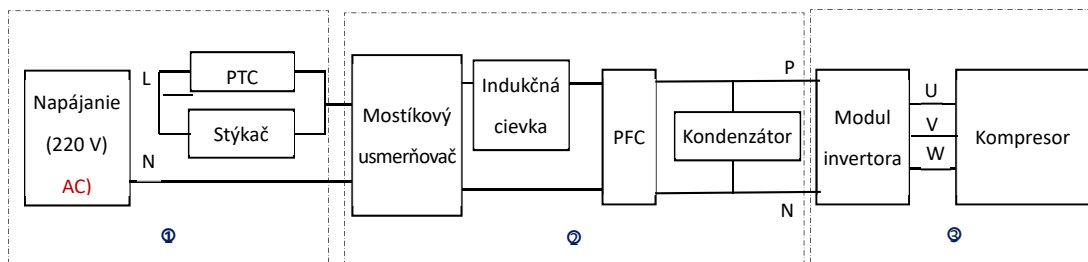 Napájanie
(220 V)
AC)
L
N
PTC
Stýkač
①
Mostíkový
usmerňovač
Indukčná
cievka
PFC
Kondenzátor
P
N
②
Modul
invertora
U
V
W
Kompresor
③